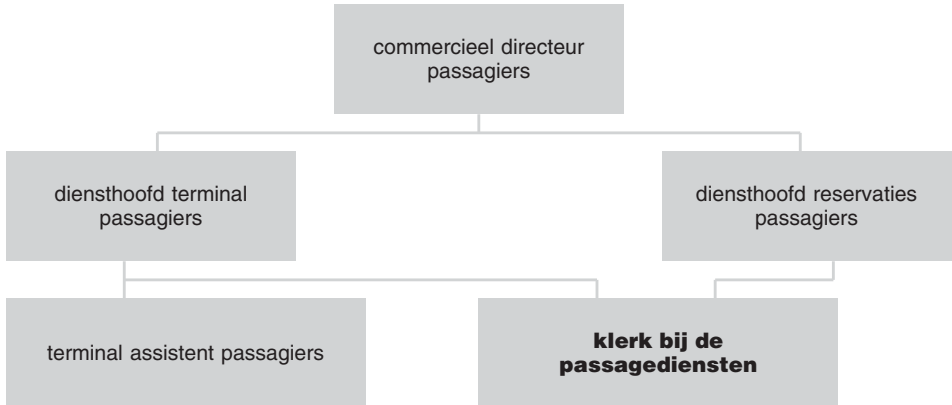 commercieel directeur
passagiers
diensthoofd terminal
passagiers
diensthoofd reservaties
passagiers
terminal assistent passagiers
klerk bij de
passagediensten